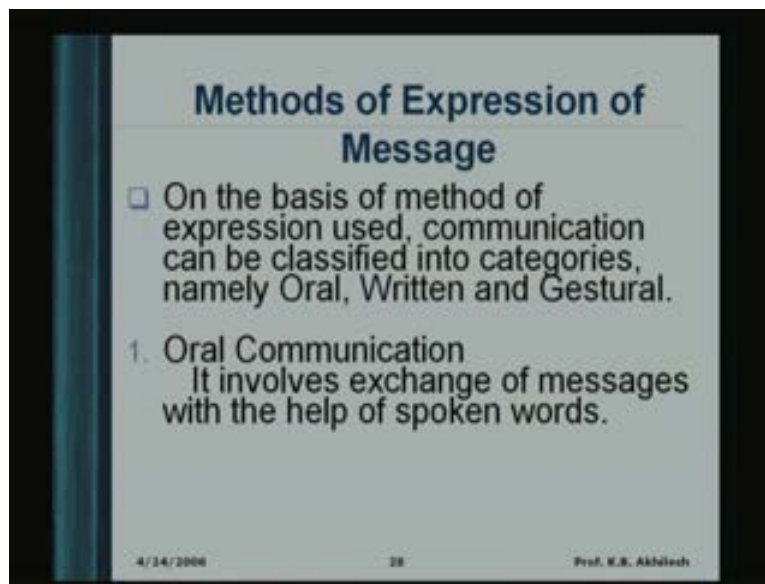 Methods of Expression of
Message
On the basis of method of
expression used, communication
can be classified into categories,
namely Oral, Written and Gestural.
1. Oral Communication
It involves exchange of messages
with the help of spoken words.
4/24/2006 28 Prof. K.B. Akhilesh